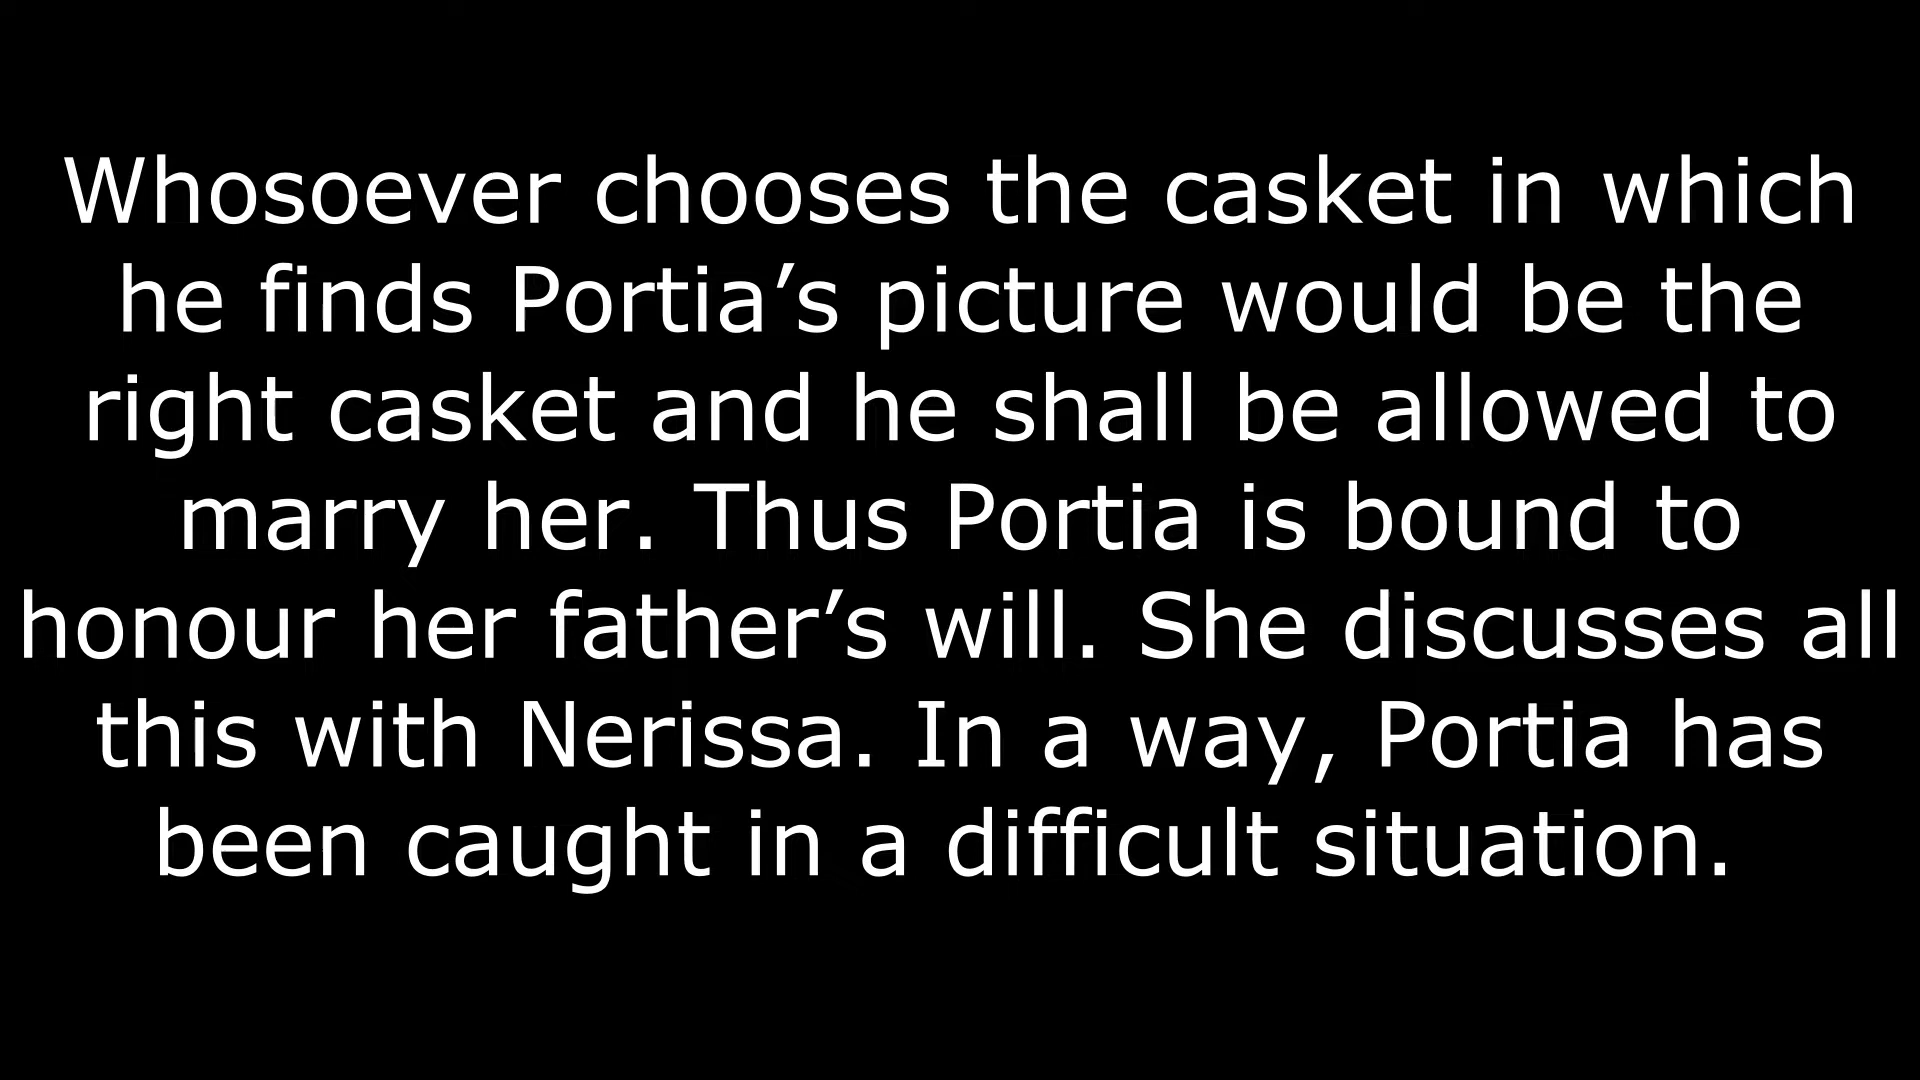 Whosoever chooses the casket in which
he finds Portia’s picture would be the
right casket and he shall be allowed to
marry her. Thus Portia is bound to
honour her father’s will. She discusses all
this with Nerissa. In a way, Portia has
been caught in a difficult situation.